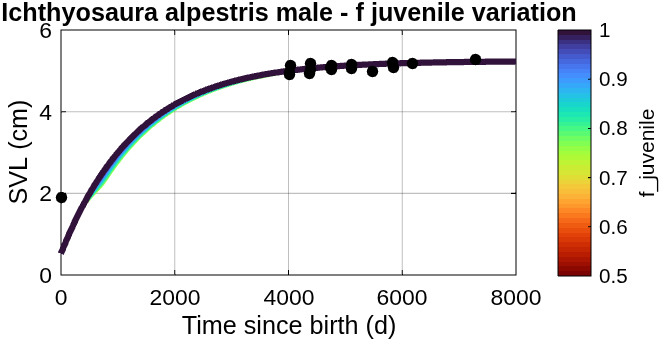 Ichthyosaura alpestris male - f juvenile variation
6
4
2
0
SVL (cm)
0 2000 4000 6000 8000
Time since birth (d)
1
0.9
0.8
0.7
0.6
0.5
f_juvenile